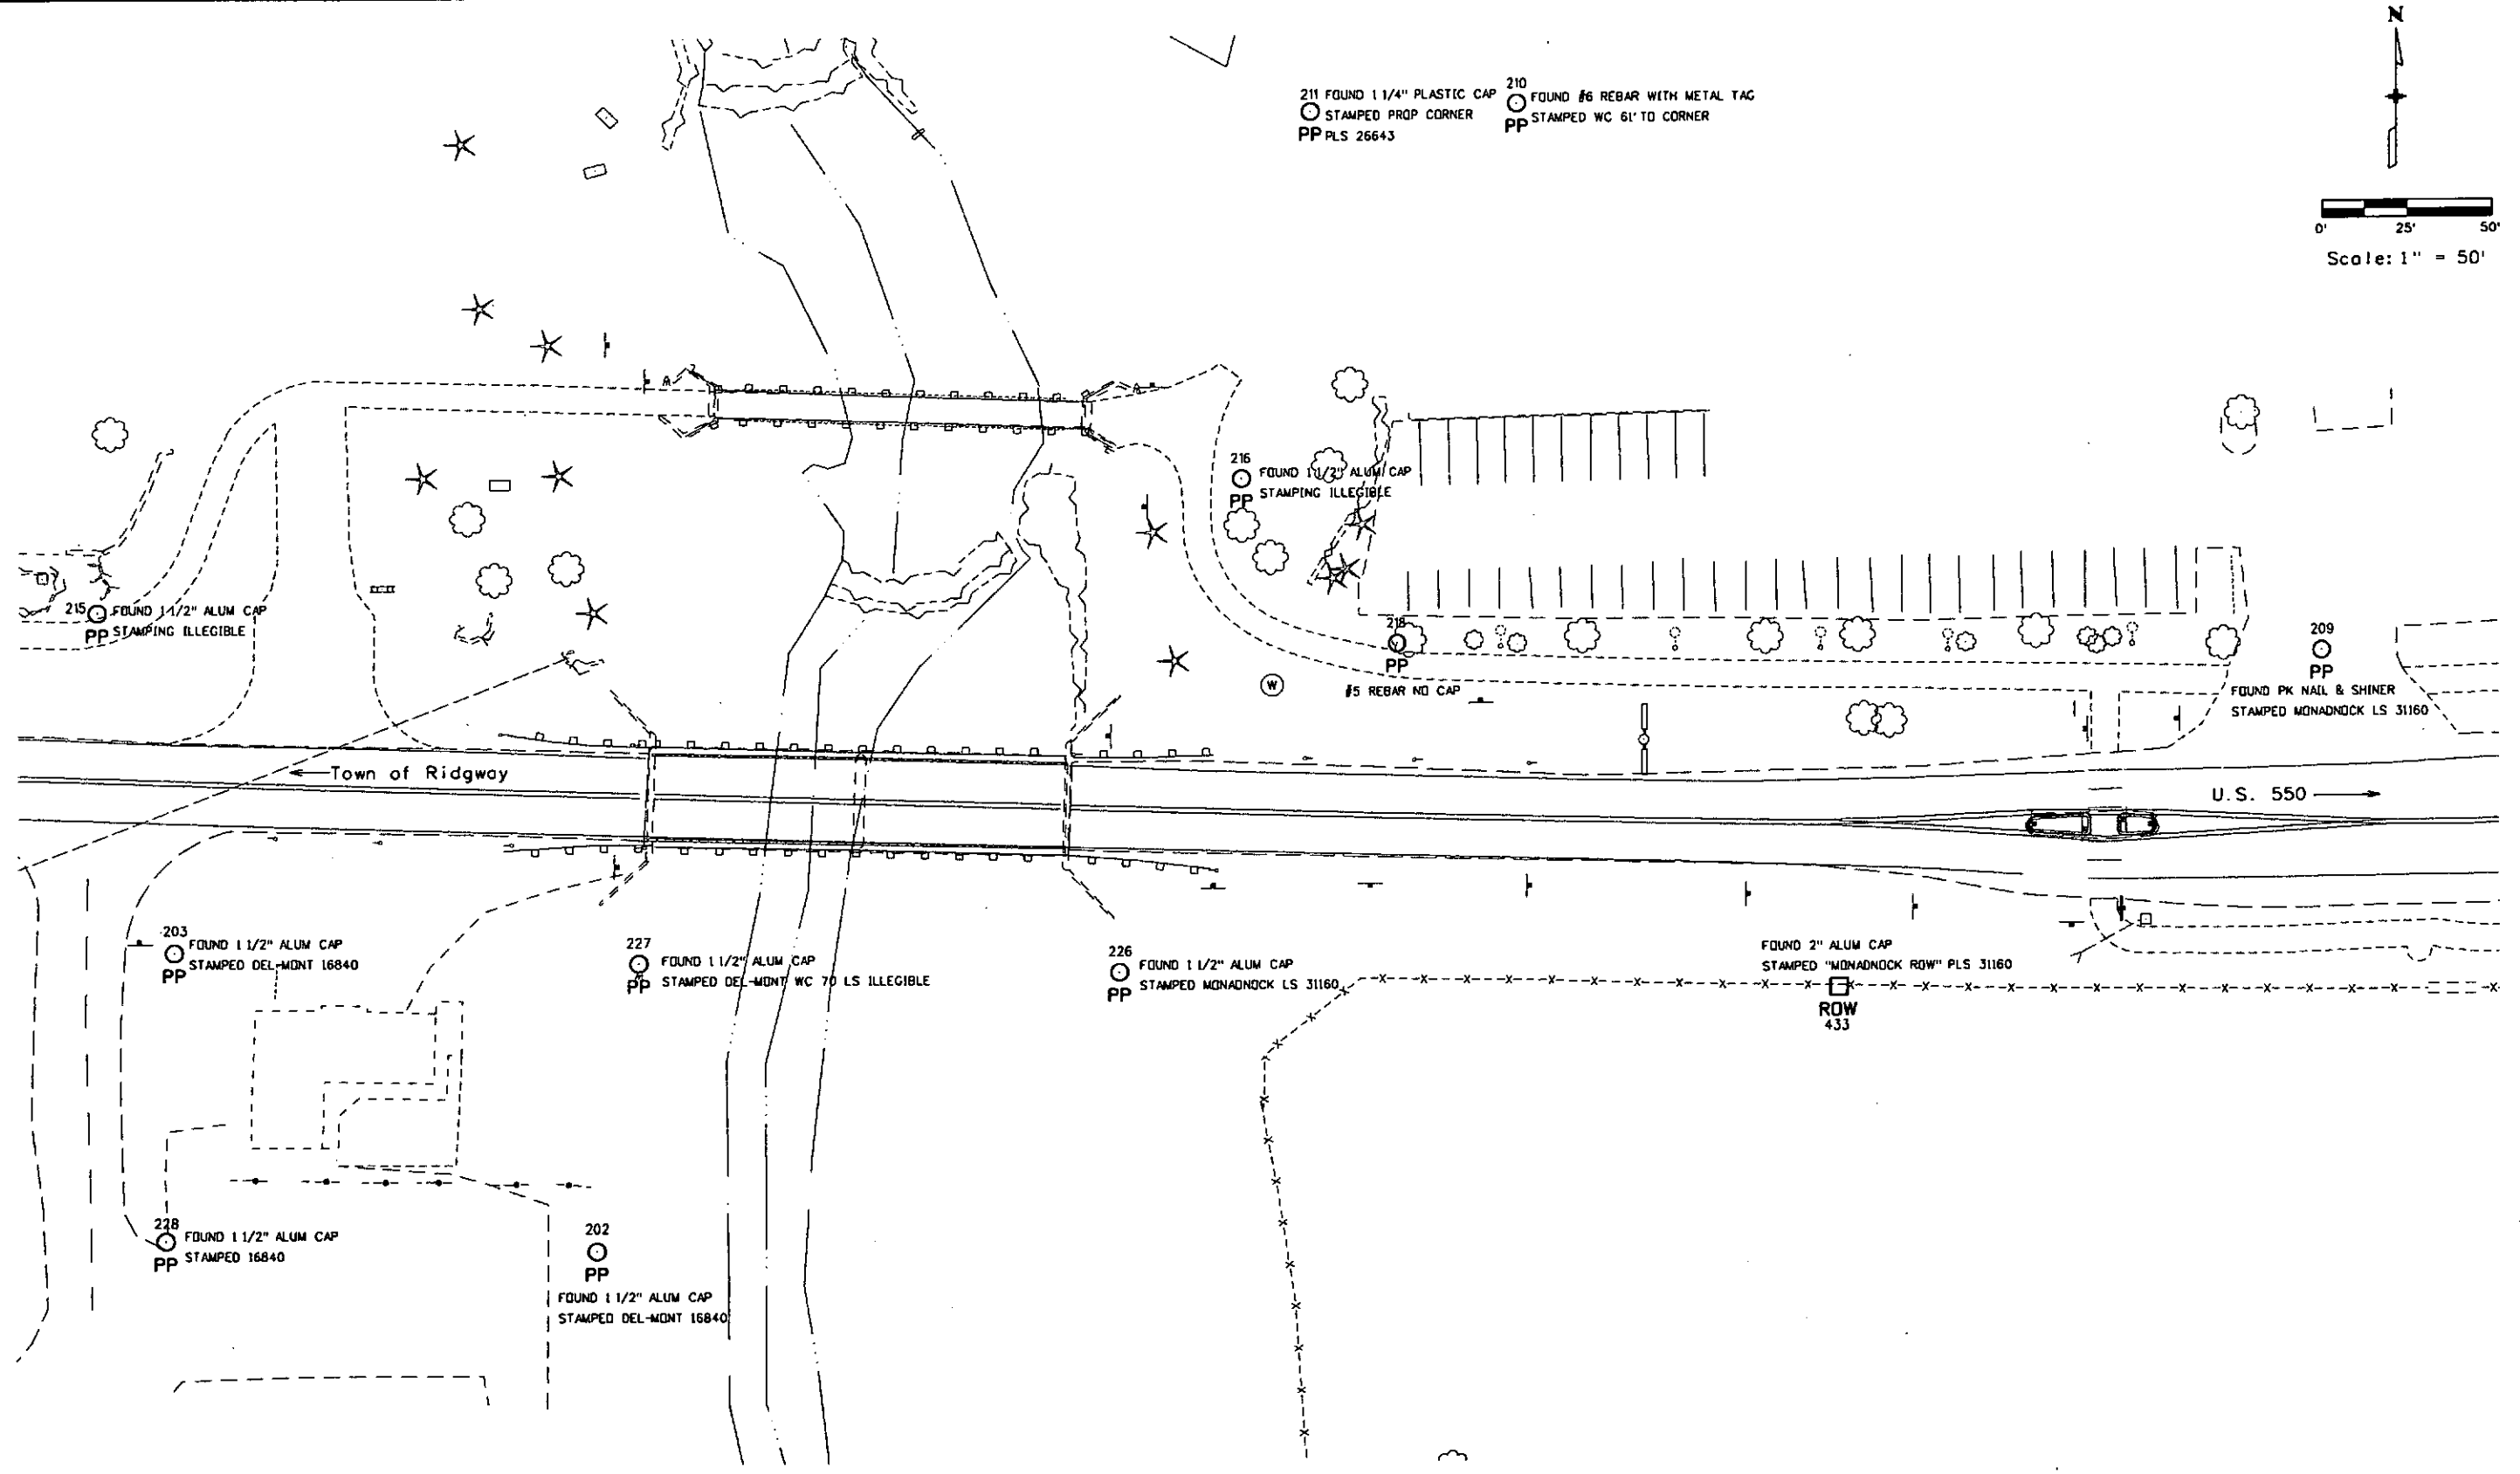 N
210
211 FOUND 1 1/4" PLASTIC CAP
FOUND #6 REBAR WITH METAL TAG
STAMPED PROP CORNER
STAMPED WC 61' TO CORNER
PP PLS 26643
PP
0' 25' 50'
Scale: 1" = 50'
216
FOUND 1 1/2" ALUM CAP
STAMPING ILLEGIBLE
PP
215 FOUND 1 1/2" ALUM CAP
PP STAMPING ILLEGIBLE
218
PP
#5 REBAR NO CAP
W
209
PP
FOUND PK NAIL & SHINER
STAMPED MONADNOCK LS 31160
Town of Ridgway
U.S. 550
203
FOUND 1 1/2" ALUM CAP
STAMPED DEL-MONT 16840
PP
227
FOUND 1 1/2" ALUM CAP
STAMPED DEL-MONT WC 70 LS ILLEGIBLE
PP
226
FOUND 1 1/2" ALUM CAP
STAMPED MONADNOCK LS 31160
PP
FOUND 2" ALUM CAP
STAMPED "MONADNOCK ROW" PLS 31160
ROW
433
228
FOUND 1 1/2" ALUM CAP
STAMPED 16840
PP
202
PP
FOUND 1 1/2" ALUM CAP
STAMPED DEL-MONT 16840